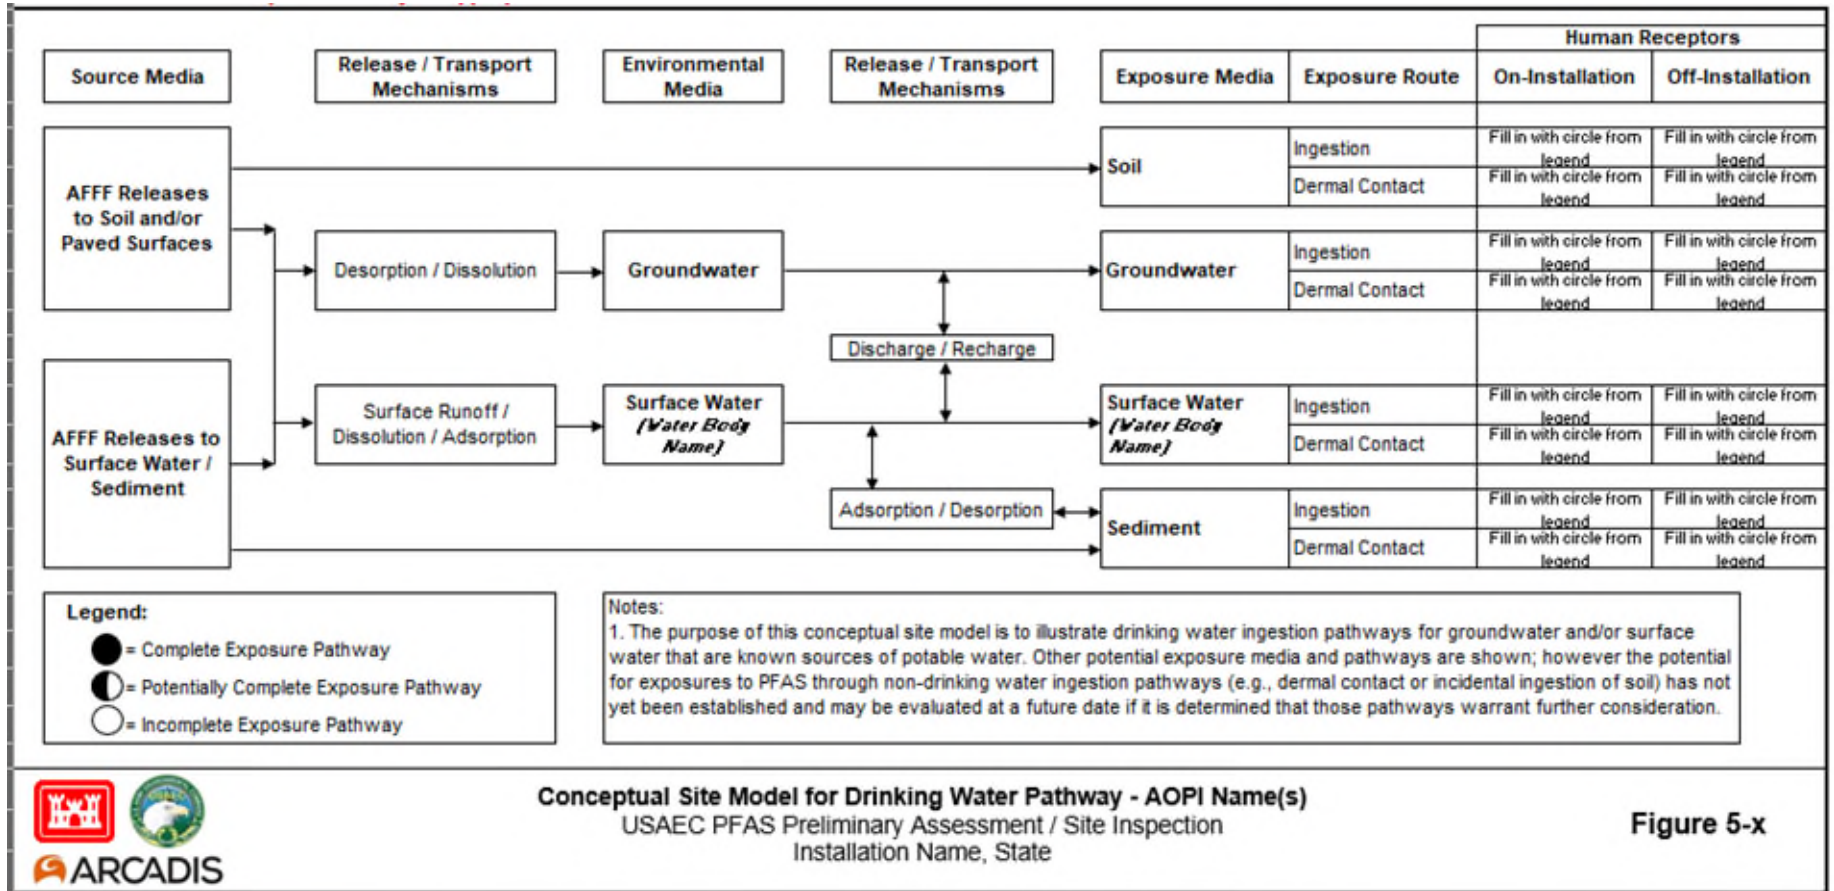 Human Receptors
Source Media
Release / Transport
Mechanisms
Environmental
Media
Release / Transport
Mechanisms
Exposure Media
Exposure Route
On-Installation
Off-Installation
AFFF Releases
to Soil and/or
Paved Surfaces
Soil
Ingestion
Fill in with circle from
legend
Fill in with circle from
legend
Dermal Contact
Fill in with circle from
legend
Fill in with circle from
legend
Desorption / Dissolution
Groundwater
Groundwater
Ingestion
Fill in with circle from
legend
Fill in with circle from
legend
Dermal Contact
Fill in with circle from
legend
Fill in with circle from
legend
Discharge / Recharge
AFFF Releases to
Surface Water /
Sediment
Surface Runoff /
Dissolution / Adsorption
Surface Water
(Water Body
Name)
Surface Water
(Water Body
Name)
Ingestion
Fill in with circle from
legend
Fill in with circle from
legend
Dermal Contact
Fill in with circle from
legend
Fill in with circle from
legend
Adsorption / Desorption
Sediment
Ingestion
Fill in with circle from
legend
Fill in with circle from
legend
Dermal Contact
Fill in with circle from
legend
Fill in with circle from
legend
Legend:
= Complete Exposure Pathway
= Potentially Complete Exposure Pathway
= Incomplete Exposure Pathway
Notes:
1. The purpose of this conceptual site model is to illustrate drinking water ingestion pathways for groundwater and/or surface
water that are known sources of potable water. Other potential exposure media and pathways are shown; however the potential
for exposures to PFAS through non-drinking water ingestion pathways (e.g., dermal contact or incidental ingestion of soil) has not
yet been established and may be evaluated at a future date if it is determined that those pathways warrant further consideration.
Conceptual Site Model for Drinking Water Pathway - AOPI Name(s)
USAEC PFAS Preliminary Assessment / Site Inspection
Installation Name, State
Figure 5-x
ARCADIS